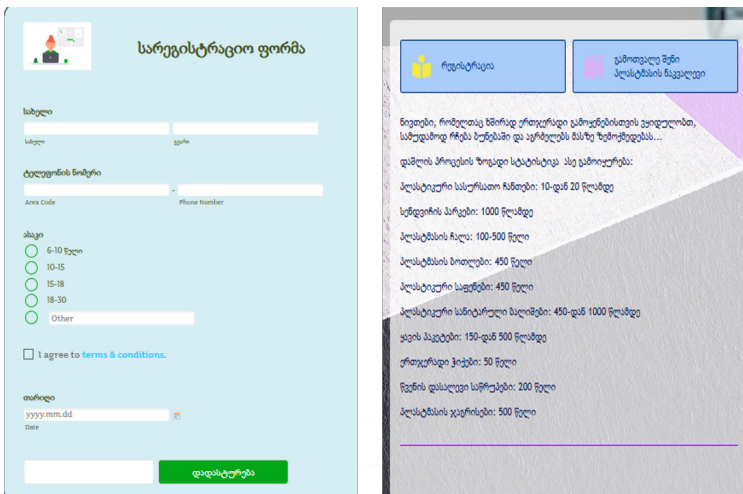 სარეგისტრაციო ფორმა
სახელი
სახელი
გვარი
ტელეფონის ნომერი
-
Area Code
Phone Number
ასაკი
6-10 წელი
10-15
15-18
18-30
Other
I agree to terms & conditions.
თარიღი
yyyy.mm.dd
Date
დადასტურება
რეგისტრაცია
გამოთვალე შენი
პლასტმასის ნაკვალევი
ნივთები, რომელთაც ხშირად ერთჯერადი გამოყენებისთვის ვყიდულობთ,
სამუდამოდ რჩება ბუნებაში და აგრძელებს მასზე ზემოქმედებას...
დაშლის პროცესის ზოგადი სტატისტიკა ასე გამოიყურება:
პლასტიკური სასურსათო ჩანთები: 10-დან 20 წლამდე
სენდვიჩის პარკები: 1000 წლამდე
პლასტმასის ჩალა: 100-500 წელი
პლასტმასის ბოთლები: 450 წელი
პლასტიკური საფენები: 450 წელი
პლასტიკური სანიტარული ბალიშები: 450-დან 1000 წლამდე
ყავის პაკეტები: 150-დან 500 წლამდე
ერთჯერადი ჭიქები: 50 წელი
წვენის დასალევი საწრუპები: 200 წელი
პლასტმასის ჯაგრისები: 500 წელი